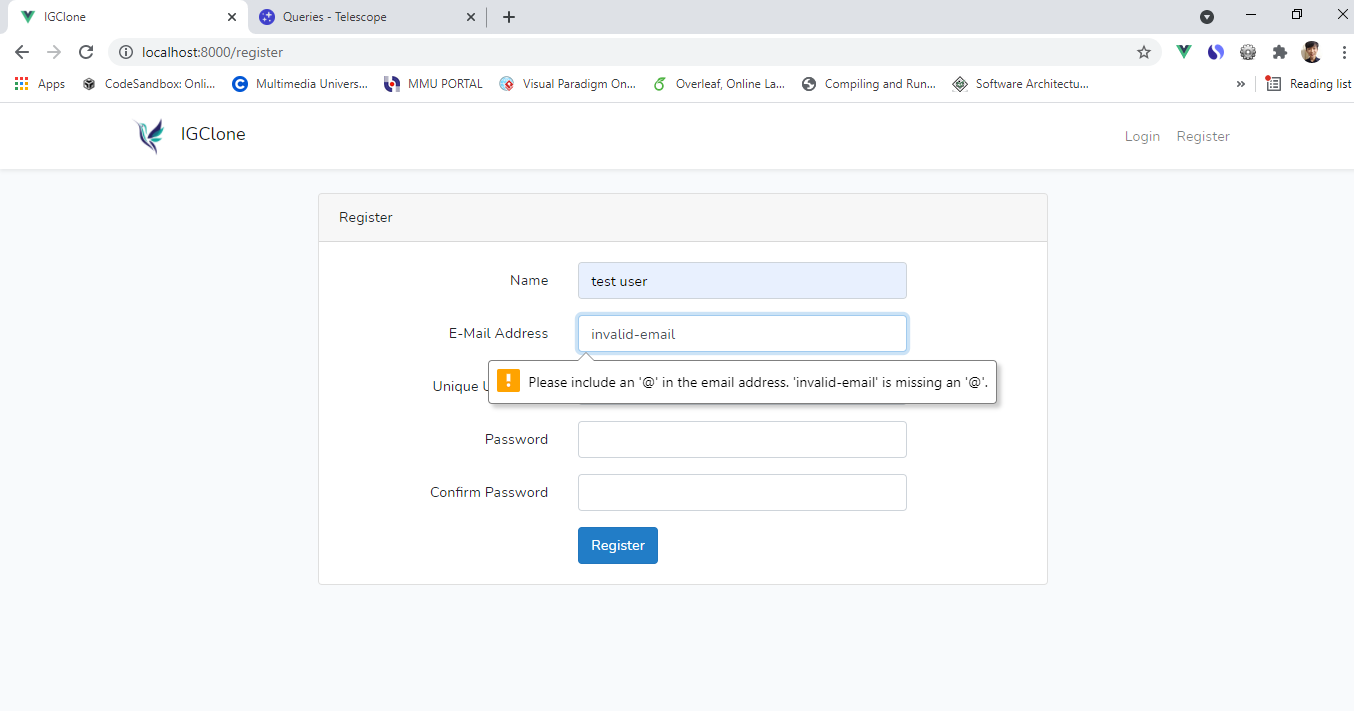 IGClone
Queries - Telescope
localhost:8000/register
Apps
CodeSandbox: Onli...
Multimedia Univers...
MMU PORTAL
Visual Paradigm On...
Overleaf, Online La...
Compiling and Run...
Software Architectu...
»
Reading list
IGClone
Login
Register
Register
Name
test user
E-Mail Address
invalid-email
Please include an '@' in the email address. 'invalid-email' is missing an '@'.
Unique
Password
Confirm Password
Register